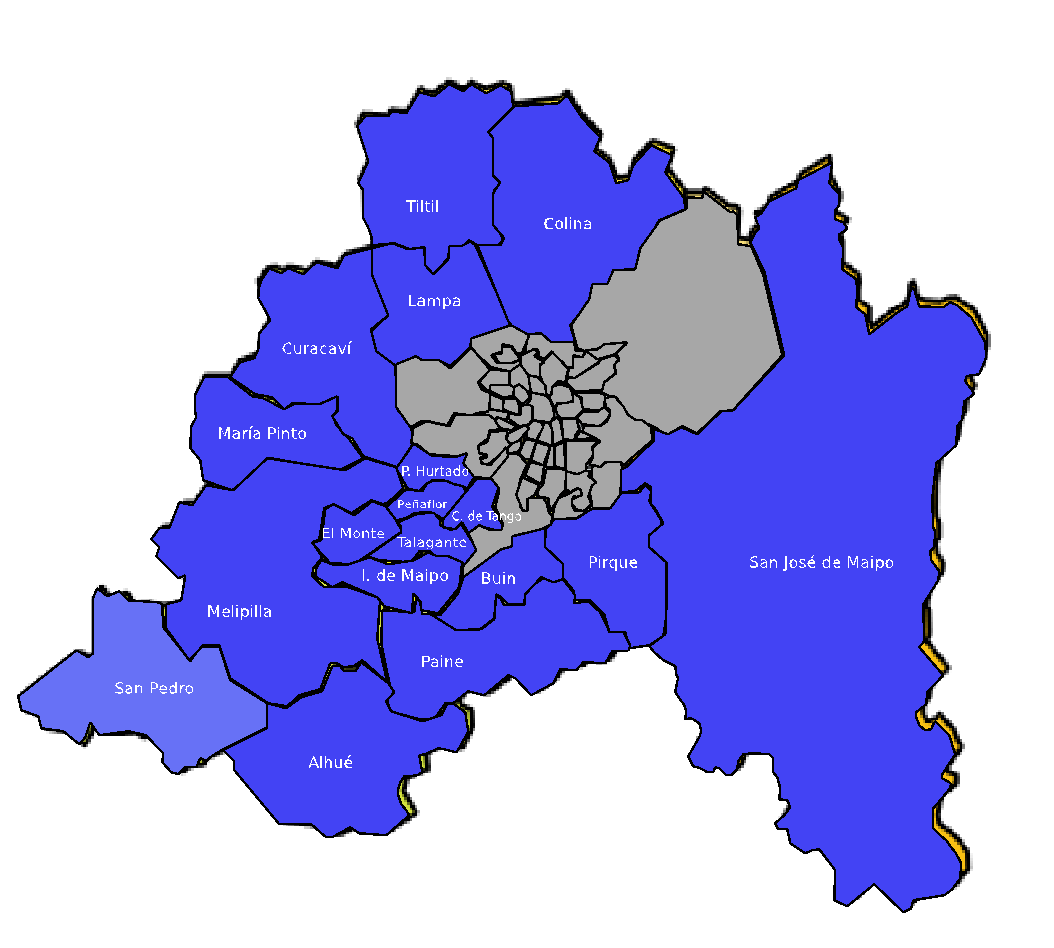 Tiltil
Colina
Lampa
Curacaví
María Pinto
P. Hurtado
Peñaflor
C. de Tango
El Monte
Talagante
Pirque
San José de Maipo
I. de Maipo
Buin
Melipilla
Paine
San Pedro
Alhué